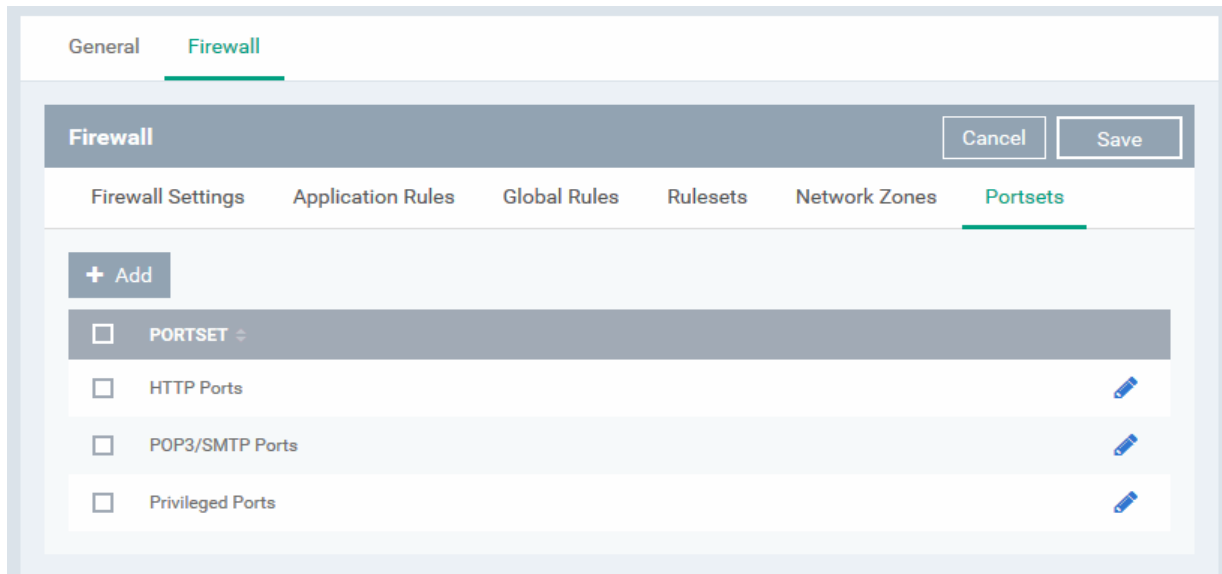 General Firewall
Firewall Cancel Save
Firewall Settings Application Rules Global Rules Rulesets Network Zones Portsets
+ Add
PORTSET
HTTP Ports
POP3/SMTP Ports
Privileged Ports